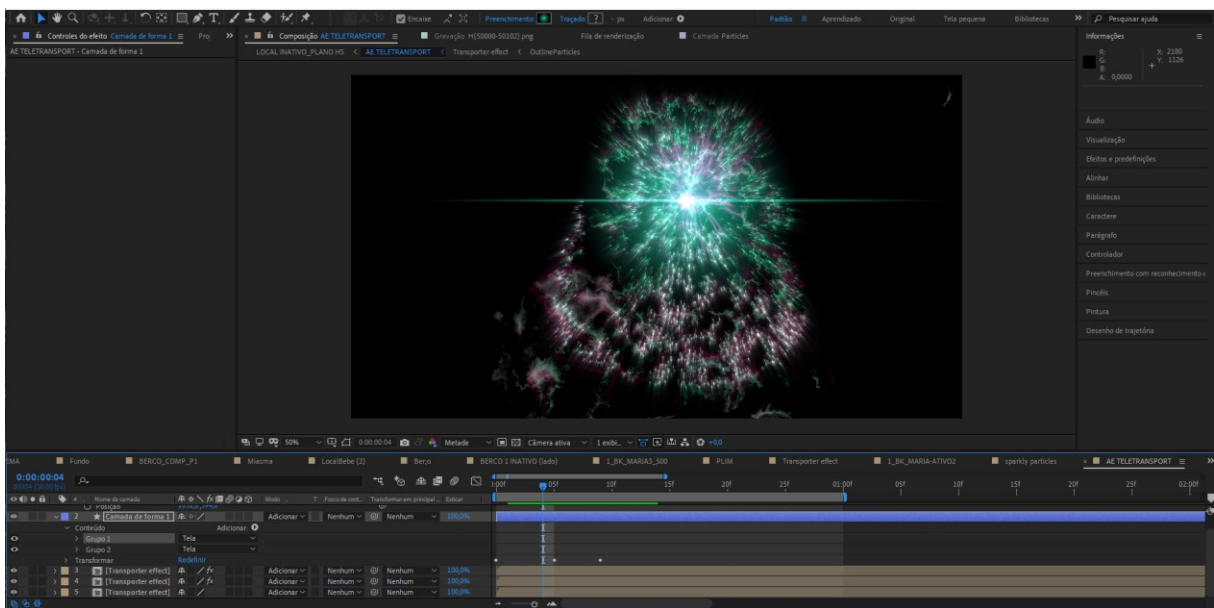 Encaixe Preenchimento: Traçado: ? - px Adicionar: Padrão Aprendizado Original Tela pequena Bibliotecas Pesquisar ajuda
Controles do efeito Camada de forma 1 Proj
Composição AE TELETRANSPORT Gravação H(50000-50102).png Fila de renderização Camada Particles
Informações
AE TELETRANSPORT • Camada de forma 1
LOCAL INATIVO_PLANO HS AE TELETRANSPORT Transporter effect OutlineParticles
R: X: 2180
G: Y: 1126
B:
A: 0,0000
Áudio
Visualização
Efeitos e predefinições
Alinhar
Bibliotecas
Caractere
Parágrafo
Controlador
Preenchimento com reconhecimento
Pincéis
Pintura
Desenho de trajetória
50% 0:00:00:04 Metade Câmera ativa 1 exibi... +0,0
Fundo BERCO_COMP_P1 Miasma LocalBebe (2) BERCO 1 INATIVO (lado) 1_BK_MARIA3_500 PLIM Transporter effect 1_BK_MARIA-ATIVO2 sparkly particles AE TELETRANSPORT
0:00:00:04
05f 10f 15f 20f 25f 01:00f 05f 10f 15f 20f 25f 02:00f
# Nome da camada Modo T Fosco de cont... Transformar em principal... Esticar
Posição
2 Camada de forma 1 Adicionar Nenhum Nenhum 100,0%
Conteúdo Adicionar:
Grupo 1 Tela
Grupo 2 Tela
Transformar Redefinir
3 [Transporter effect] Adicionar Nenhum Nenhum 100,0%
4 [Transporter effect] Adicionar Nenhum Nenhum 100,0%
5 [Transporter effect] Adicionar Nenhum Nenhum 100,0%